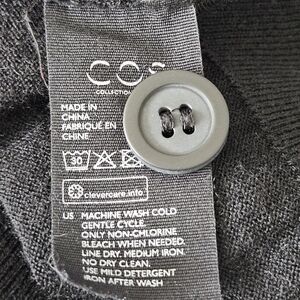 COS
COLLECTION
MADE IN
CHINA
FABRIQUÉ EN
CHINE
30
clevercare.info
US MACHINE WASH COLD
GENTLE CYCLE
ONLY NON-CHLORINE
BLEACH WHEN NEEDED.
LINE DRY. MEDIUM IRON.
NO DRY CLEAN.
USE MILD DETERGENT
IRON AFTER WASH